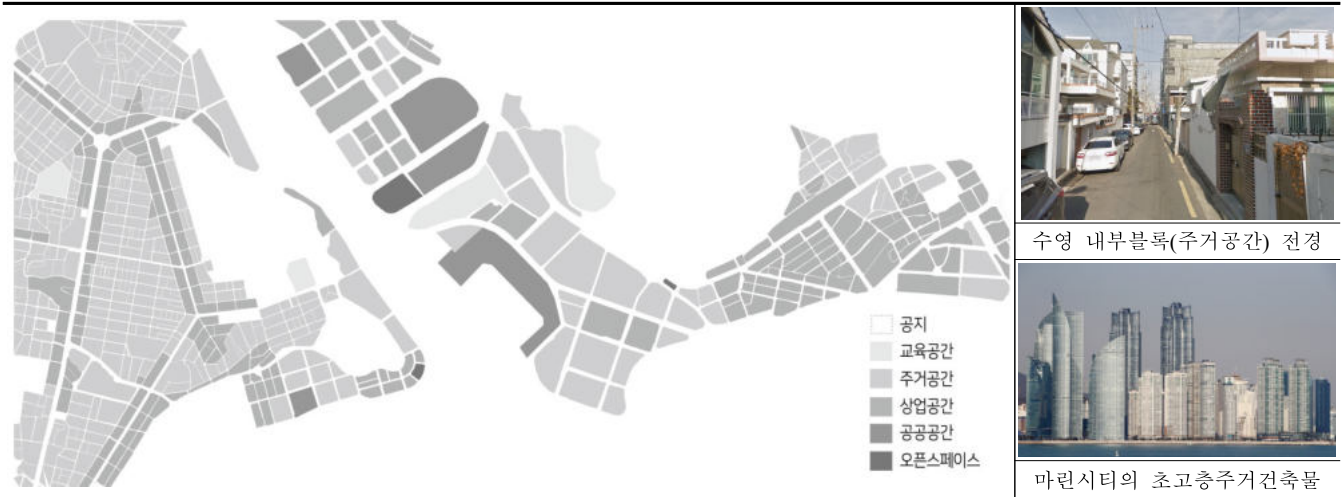 공지
교육공간
주거공간
상업공간
공공공간
오픈스페이스
수영 내부블록(주거공간) 전경
마린시티의 초고층주거건축물